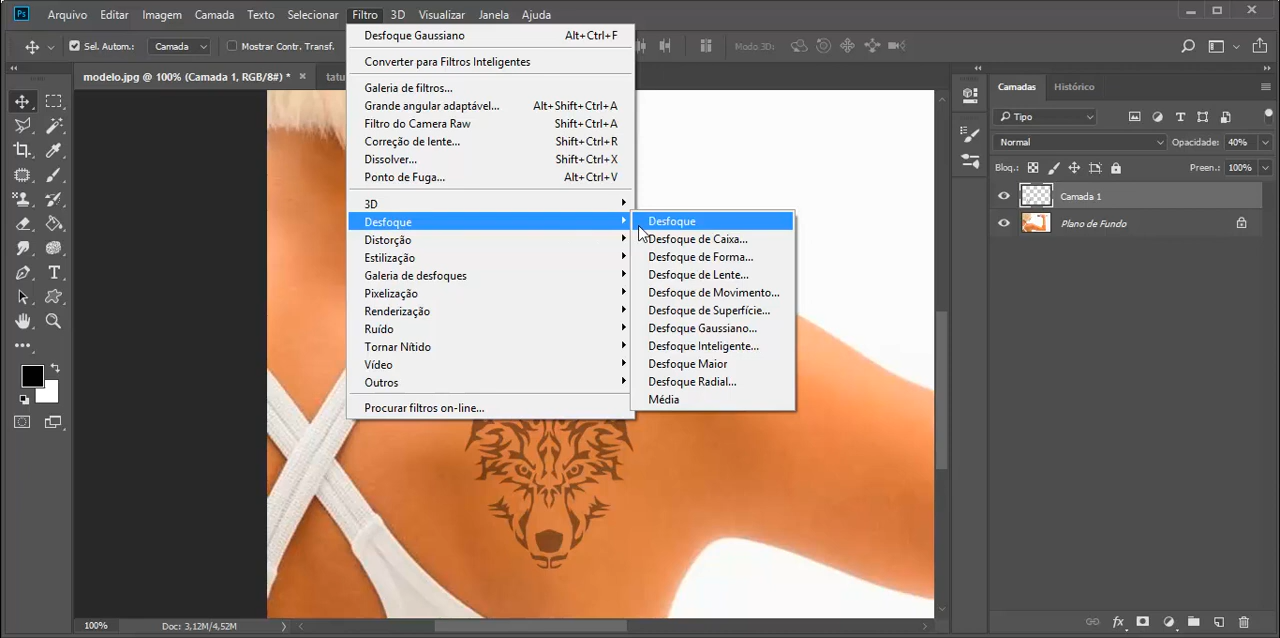 Ps Arquivo Editar Imagem Camada Texto Selecionar Filtro 3D Visualizar Janela Ajuda
Sel. Autom.: Camada Mostrar Contr. Transf. Modo 3D:
modelo.jpg @ 100% (Camada 1, RGB/8#) * × tatu
Desfoque Gaussiano Alt+Ctrl+F
Converter para Filtros Inteligentes
Galeria de filtros...
Grande angular adaptável... Alt+Shift+Ctrl+A
Filtro do Camera Raw Shift+Ctrl+A
Correção de lente... Shift+Ctrl+R
Dissolver... Shift+Ctrl+X
Ponto de Fuga... Alt+Ctrl+V
3D
Desfoque
Distorção
Estilização
Galeria de desfoques
Pixelização
Renderização
Ruído
Tornar Nítido
Vídeo
Outros
Procurar filtros on-line...
Desfoque
Desfoque de Caixa...
Desfoque de Forma...
Desfoque de Lente...
Desfoque de Movimento...
Desfoque de Superfície...
Desfoque Gaussiano...
Desfoque Inteligente...
Desfoque Maior
Desfoque Radial...
Média
Camadas Histórico
Tipo
Normal Opacidade: 40%
Bloq.: Preen.: 100%
Camada 1
Plano de Fundo
100% Doc: 3,12M/4,52M